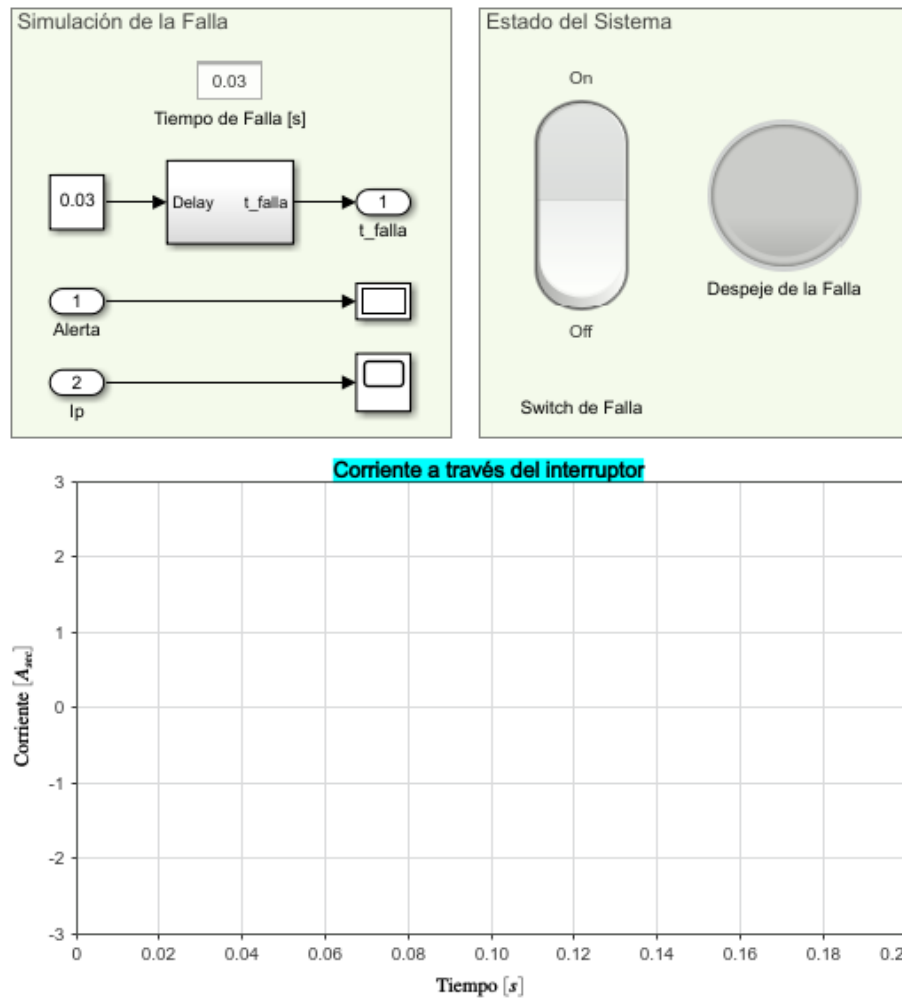 Simulación de la Falla
0.03
Tiempo de Falla [s]
0.03
Delay
t_falla
1
t_falla
1
Alerta
2
Ip
Estado del Sistema
On
Off
Switch de Falla
Despeje de la Falla
Corriente a través del interruptor
Corriente [A_sec]
3
2
1
0
-1
-2
-3
0 0.02 0.04 0.06 0.08 0.10 0.12 0.14 0.16 0.18 0.2
Tiempo [s]